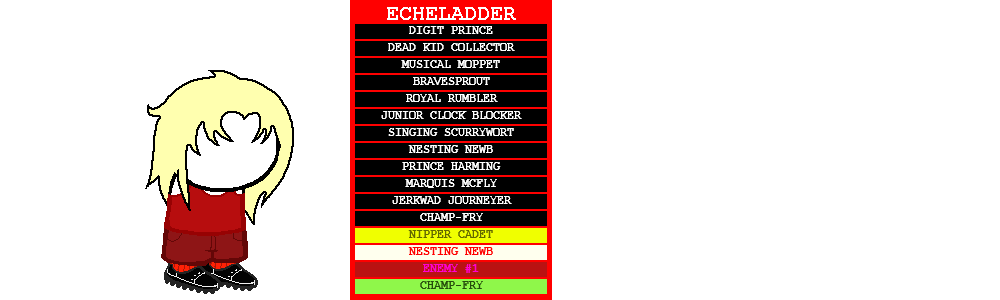 ECHELADDER
DIGIT PRINCE
DEAD KID COLLECTOR
MUSICAL MOPPET
BRAVESPROUT
ROYAL RUMBLER
JUNIOR CLOCK BLOCKER
SINGING SCURRYWORT
NESTING NEWB
PRINCE HARMING
MARQUIS MCFLY
JERKWAD JOURNEYER
CHAMP-FRY
NIPPER CADET
NESTING NEWB
ENEMY #1
CHAMP-FRY